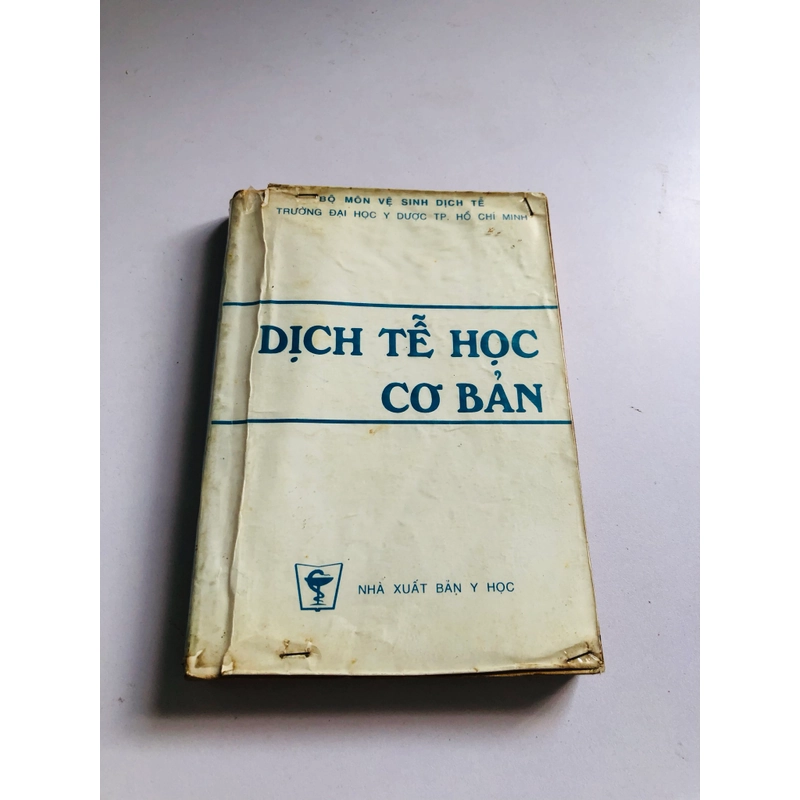 BỘ MÔN VỆ SINH DỊCH TỄ
TRƯỜNG ĐẠI HỌC Y DƯỢC TP. HỒ CHÍ MINH
DỊCH TỄ HỌC
CƠ BẢN
NHÀ XUẤT BẢN Y HỌC